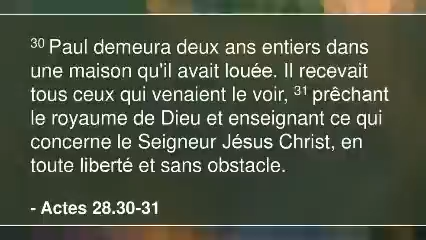 30 Paul demeura deux ans entiers dans
une maison qu'il avait louée. Il recevait
tous ceux qui venaient le voir, 31 prêchant
le royaume de Dieu et enseignant ce qui
concerne le Seigneur Jésus Christ, en
toute liberté et sans obstacle.
- Actes 28.30-31